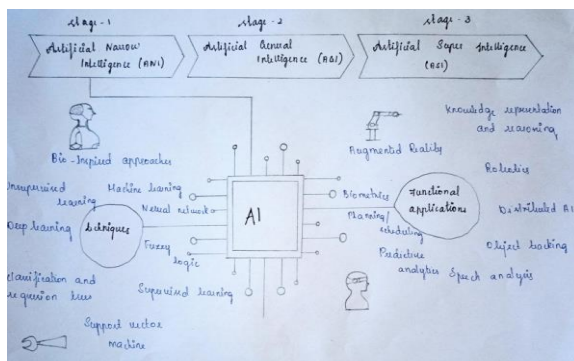 stage-1
stage-2
stage-3
Artificial Narrow
Intelligence (ANI)
Artificial General
Intelligence (AGI)
Artificial Super Intelligence
(ASI)
Bio-Inspired approaches
Augmented Reality
Knowledge representation
and reasoning
Unsupervised
learning
Machine learning
Neural network
Deep learning
Techniques
Fuzzy
logic
Classification and
regression trees
Supervised learning
Support vector
machine
AI
Biometrics
Planning/
scheduling
Predictive
analytics
Speech analysis
Functional
applications
Robotics
Distributed AI
Object tracking